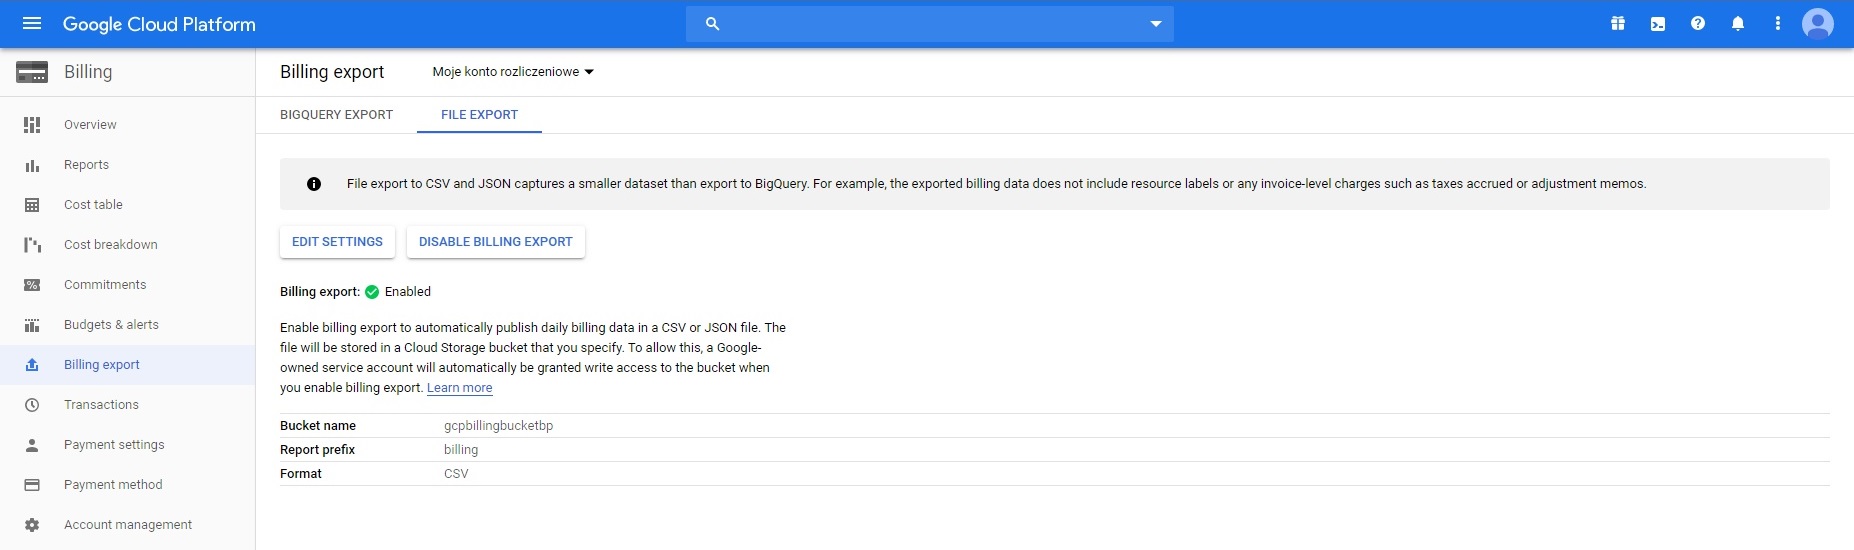 Google Cloud Platform
Billing
Billing export
Moje konto rozliczeniowe
BIGQUERY EXPORT
FILE EXPORT
Overview
Reports
Cost table
Cost breakdown
Commitments
Budgets & alerts
Billing export
Transactions
Payment settings
Payment method
Account management
File export to CSV and JSON captures a smaller dataset than export to BigQuery. For example, the exported billing data does not include resource labels or any invoice-level charges such as taxes accrued or adjustment memos.
EDIT SETTINGS
DISABLE BILLING EXPORT
Billing export: Enabled
Enable billing export to automatically publish daily billing data in a CSV or JSON file. The
file will be stored in a Cloud Storage bucket that you specify. To allow this, a Google-
owned service account will automatically be granted write access to the bucket when
you enable billing export. Learn more
Bucket name gcpbillingbucketbp
Report prefix billing
Format CSV